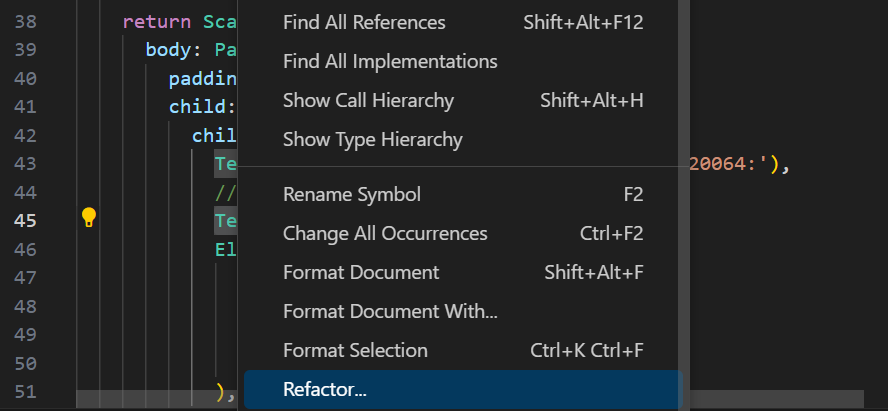 38 return Sca Find All References Shift+Alt+F12
39 body: Pa Find All Implementations
40 paddin Show Call Hierarchy Shift+Alt+H
41 child:
42 chil Show Type Hierarchy
43 Te 20064:'),
44 // Rename Symbol F2
45 Te Change All Occurrences Ctrl+F2
46 El
47 Format Document Shift+Alt+F
48 Format Document With...
49
50 Format Selection Ctrl+K Ctrl+F
51 ), Refactor...